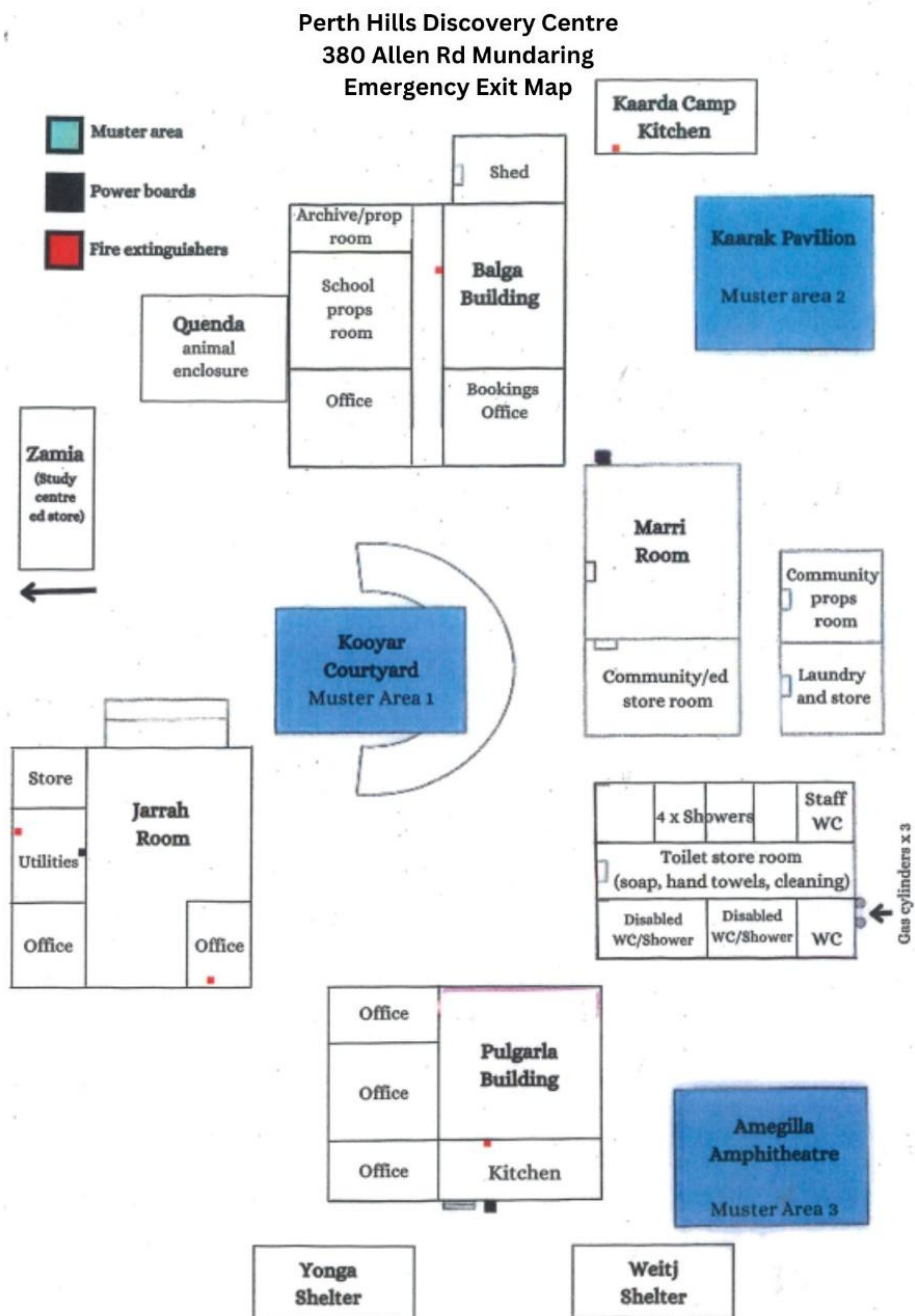 Perth Hills Discovery Centre
380 Allen Rd Mundaring
Emergency Exit Map
Muster area
Power boards
Fire extinguishers
Kaarda Camp
Kitchen
Shed
Archive/prop
room
School
props
room
Office
Balga
Building
Bookings
Office
Quenda
animal
enclosure
Kaarak Pavilion
Muster area 2
Zamia
(Study
centre
ed store)
Marri
Room
Community/ed
store room
Community
props
room
Laundry
and store
Kooyar
Courtyard
Muster Area 1
Store
Utilities
Office
Jarrah
Room
Office
4 x Showers
Staff
WC
Toilet store room
(soap, hand towels, cleaning)
Disabled
WC/Shower
Disabled
WC/Shower
WC
Gas cylinders x 3
Office
Office
Office
Pulgarla
Building
Kitchen
Amegilla
Amphitheatre
Muster Area 3
Yonga
Shelter
Weitj
Shelter